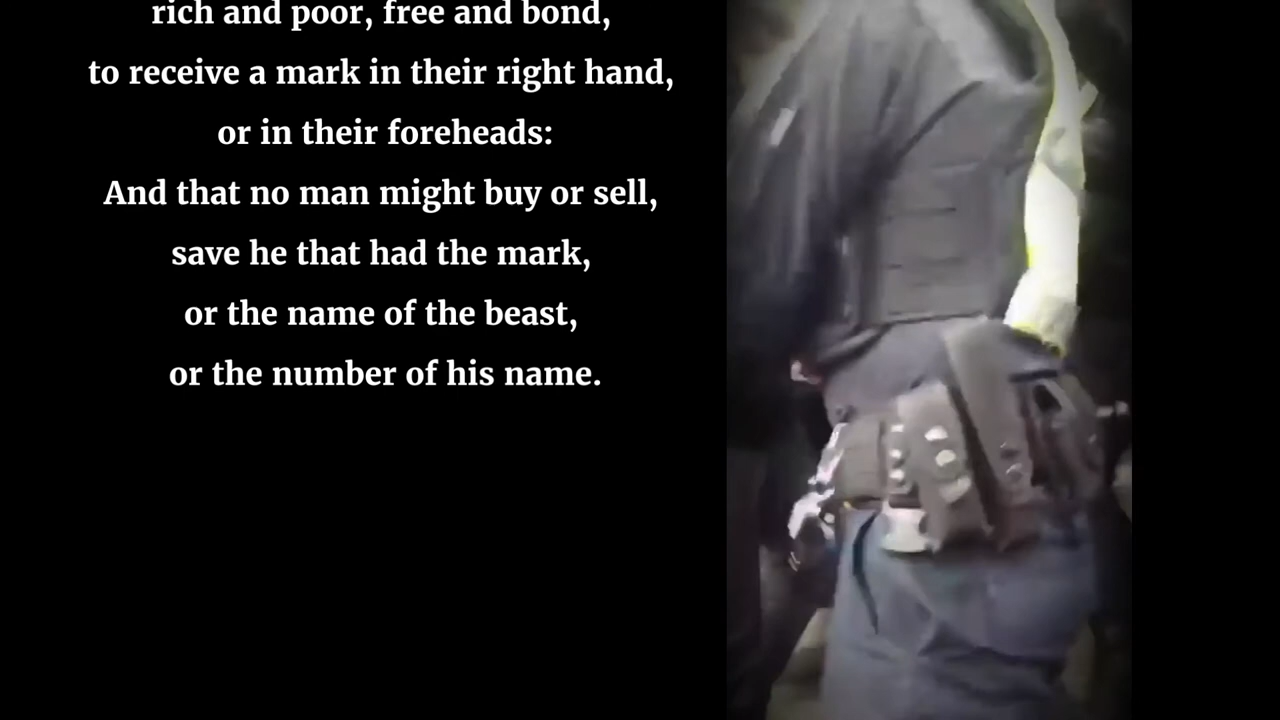 rich and poor, free and bond,
to receive a mark in their right hand,
or in their foreheads:
And that no man might buy or sell,
save he that had the mark,
or the name of the beast,
or the number of his name.